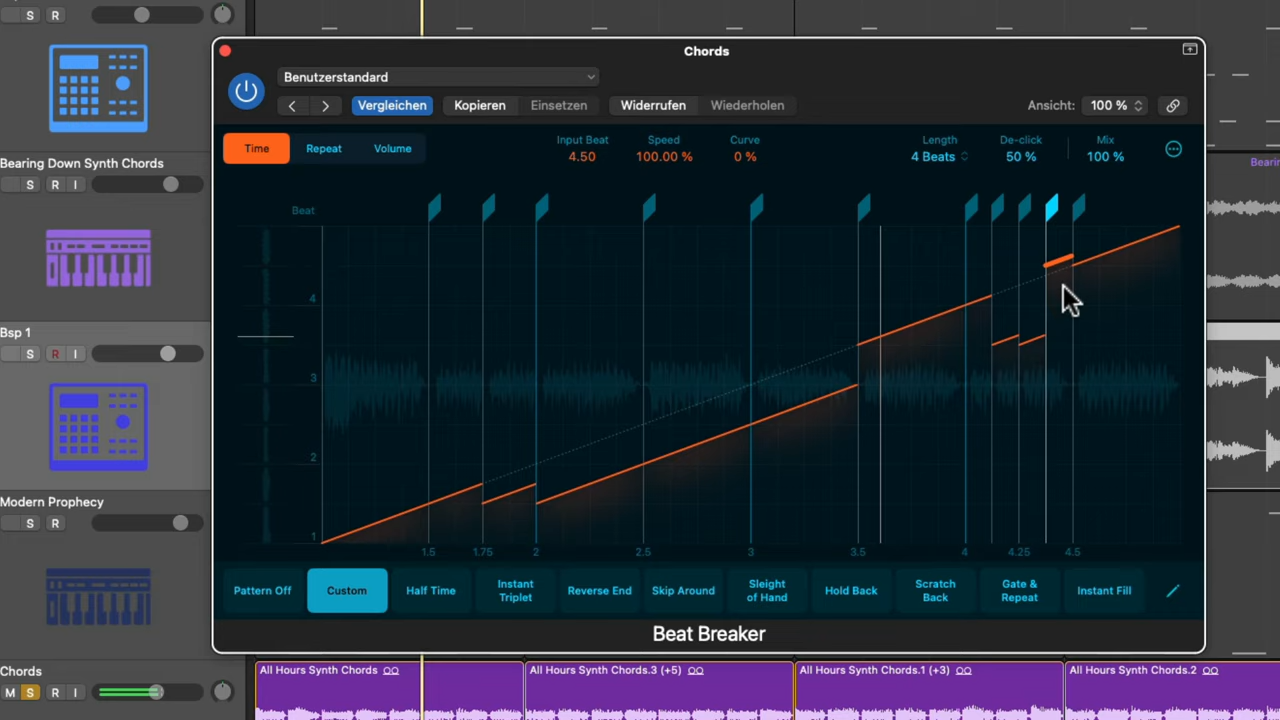 S R
Chords
Benutzerstandard
Vergleichen Kopieren Einsetzen Widerrufen Wiederholen Ansicht: 100 %
Time Repeat Volume
Input Beat Speed Curve Length De-click Mix
4.50 100.00 % 0 % 4 Beats 50 % 100 %
Bearing Down Synth Chords
S R I
Beat
4
3
2
1
1.5 1.75 2 2.5 3 3.5 4 4.25 4.5
Bsp 1
S R I
Modern Prophecy
S R
Pattern Off Custom Half Time Instant Triplet Reverse End Skip Around Sleight of Hand Hold Back Scratch Back Gate & Repeat Instant Fill
Beat Breaker
Chords
M S R I
All Hours Synth Chords All Hours Synth Chords.3 (+5) All Hours Synth Chords.1 (+3) All Hours Synth Chords.2